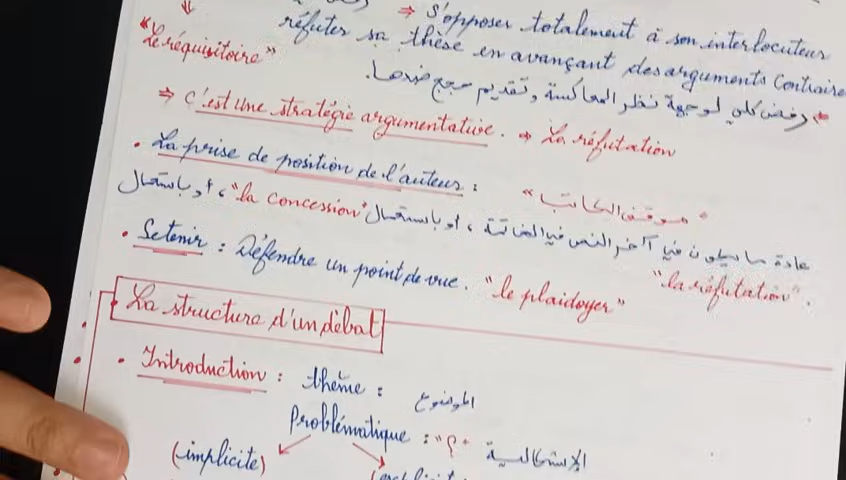 ⇒ s'opposer totalement à son interlocuteur
"Le réquisitoire" réfuter sa thèse en avançant des arguments contraire
رفض كلي لوجهة نظر المعاكسة وتقديم حجج ضدها.
⇒ C'est une stratégie argumentative. → La réfutation
• La prise de position de l'auteur : "موقف الكاتب"
عادة ما يكون في آخر النص في الخاتمة، أو باستعمال "la concession"، أو باستعمال
"la réfutation".
• Setenir : Défendre un point de vue. "le plaidoyer"
La structure d'un débat
• Introduction : thème : الموضوع
Problématique : "؟" الإشكالية
(implicite)